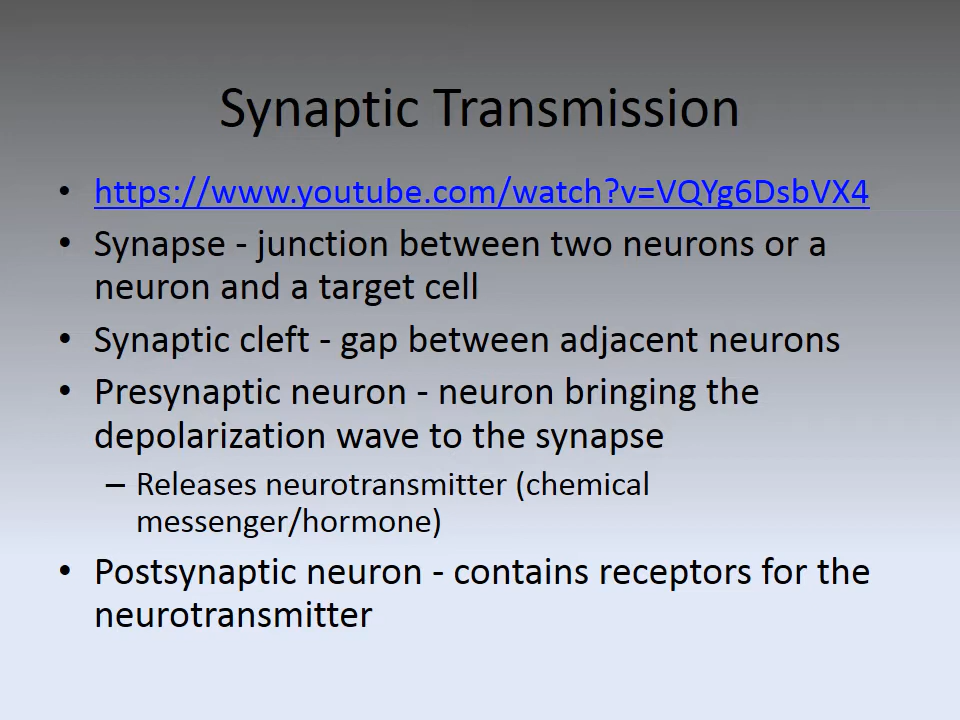 Synaptic Transmission
• https://www.youtube.com/watch?v=VQYg6DsbVX4
• Synapse - junction between two neurons or a
neuron and a target cell
• Synaptic cleft - gap between adjacent neurons
• Presynaptic neuron - neuron bringing the
depolarization wave to the synapse
– Releases neurotransmitter (chemical
messenger/hormone)
• Postsynaptic neuron - contains receptors for the
neurotransmitter